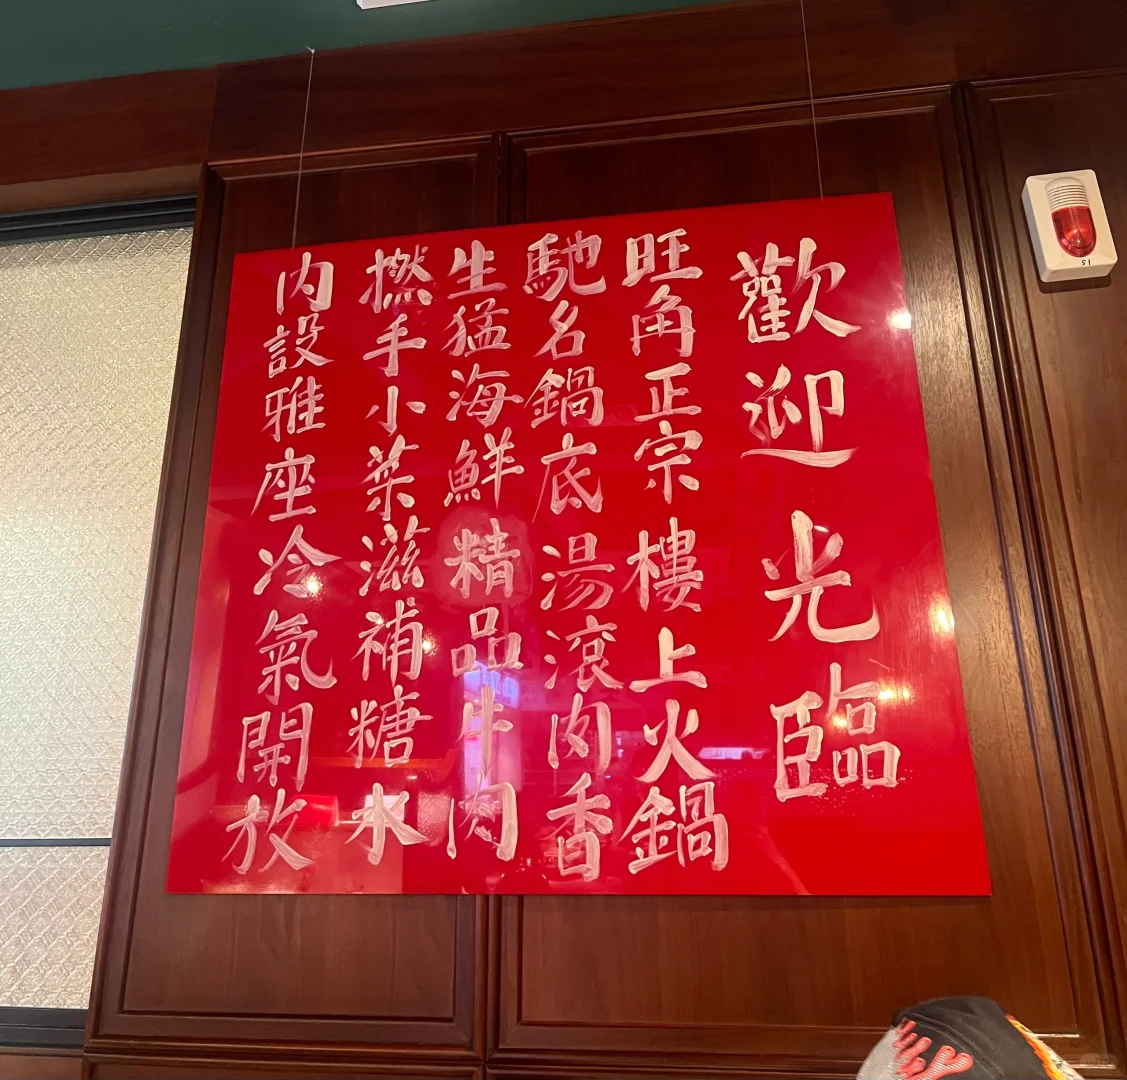 歡迎光臨
旺角正宗樓上火鍋
馳名鍋底湯滾肉香
生猛海鮮精品牛肉
撚手小菜滋補糖水
內設雅座冷氣開放
15